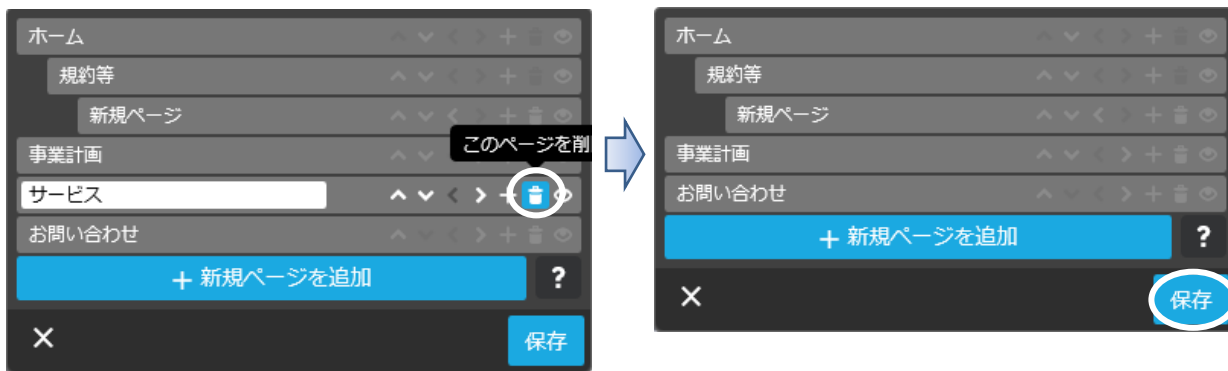 ホーム
規約等
新規ページ
このページを削
事業計画
サービス
お問い合わせ
+ 新規ページを追加
?
保存
ホーム
規約等
新規ページ
事業計画
お問い合わせ
+ 新規ページを追加
?
保存